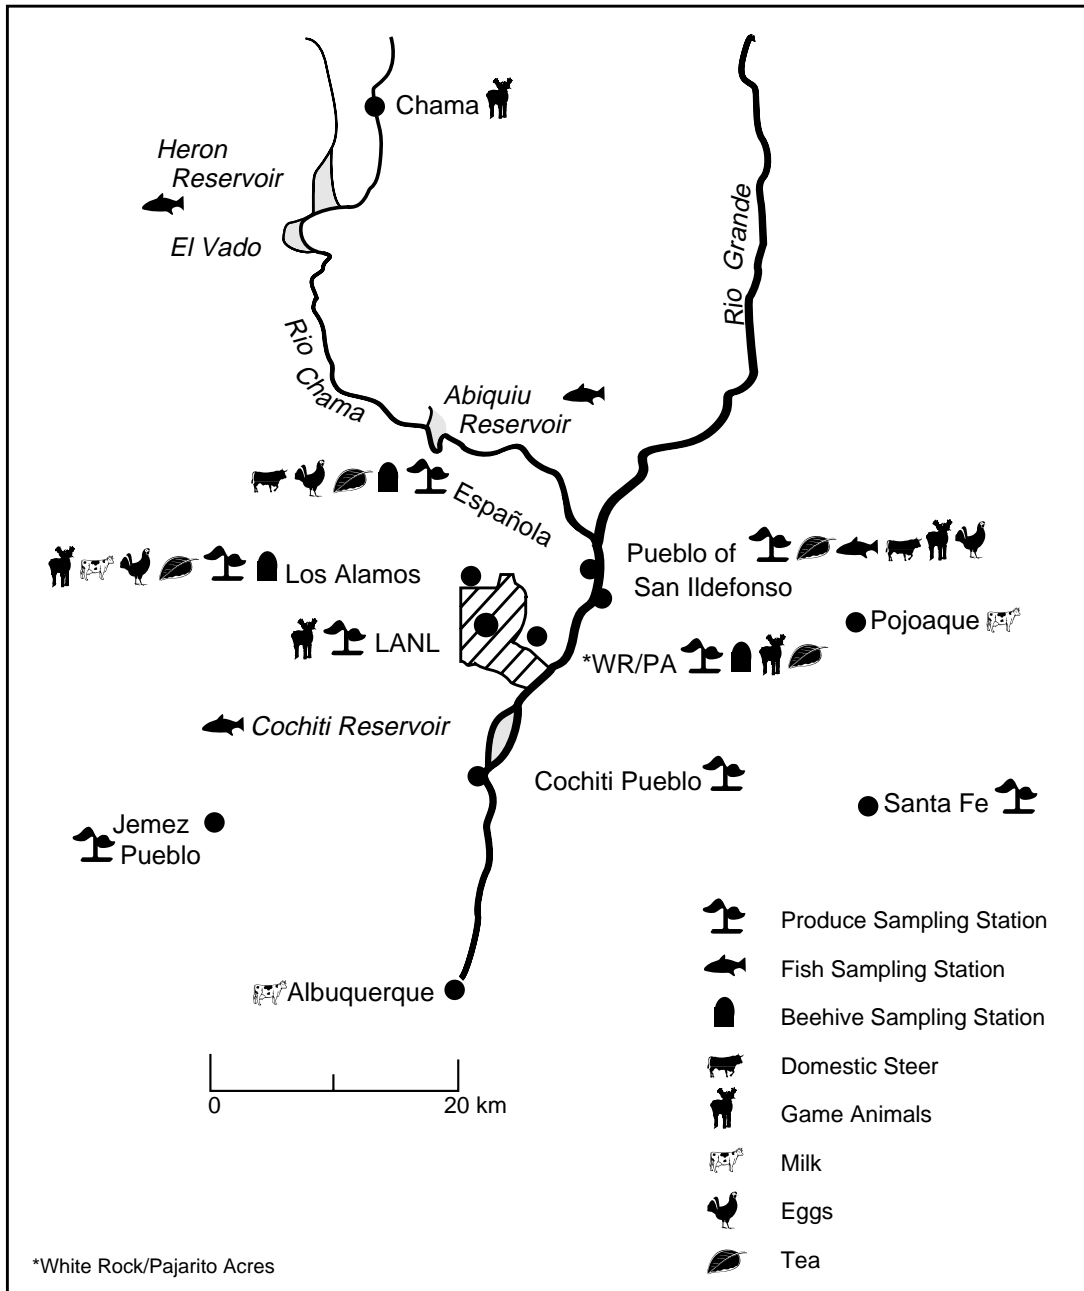 Chama
Heron
Reservoir
El Vado
Rio Grande
Rio Chama
Abiquiu
Reservoir
Española
Pueblo of
San Ildefonso
Los Alamos
Pojoaque
LANL
*WR/PA
Cochiti Reservoir
Cochiti Pueblo
Santa Fe
Jemez
Pueblo
Albuquerque
0
20 km
Produce Sampling Station
Fish Sampling Station
Beehive Sampling Station
Domestic Steer
Game Animals
Milk
Eggs
Tea
*White Rock/Pajarito Acres